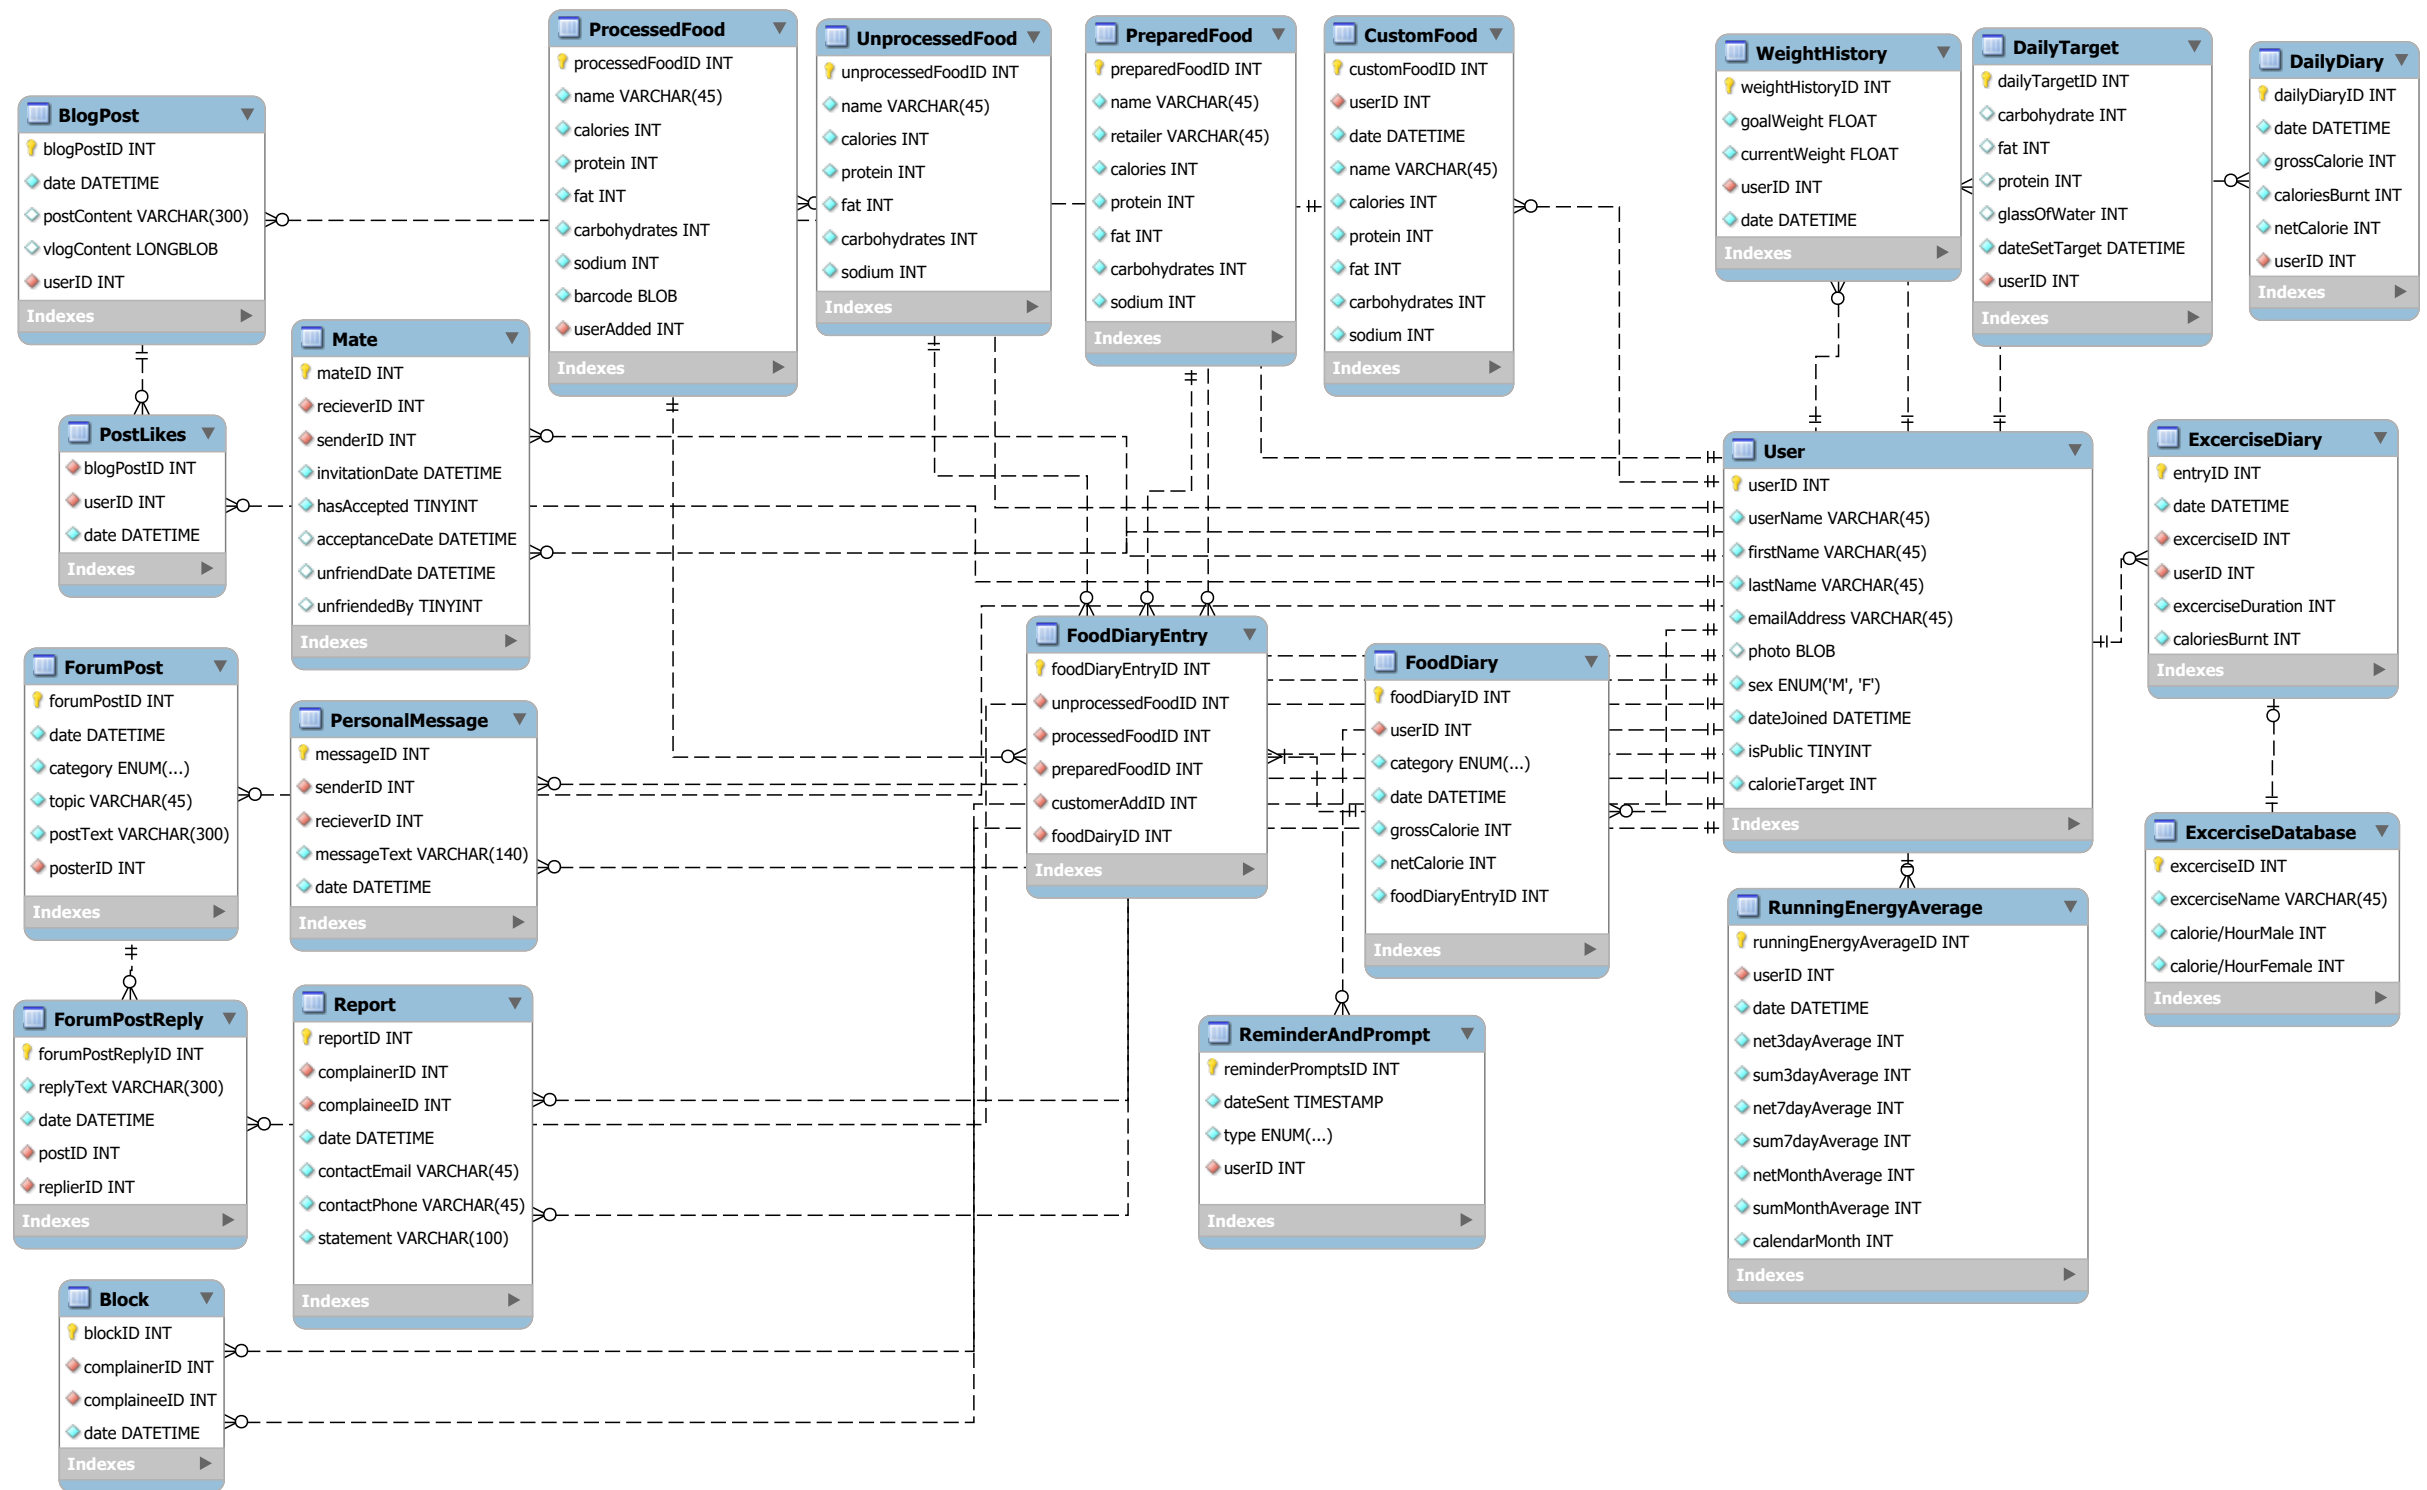 BlogPost
blogPostID INT
date DATETIME
postContent VARCHAR(300)
vlogContent LONGBLOB
userID INT
Indexes
PostLikes
blogPostID INT
userID INT
date DATETIME
Indexes
ForumPost
forumPostID INT
date DATETIME
category ENUM(...)
topic VARCHAR(45)
postText VARCHAR(300)
posterID INT
Indexes
ForumPostReply
forumPostReplyID INT
replyText VARCHAR(300)
date DATETIME
postID INT
replierID INT
Indexes
Block
blockID INT
complainerID INT
complaineeID INT
date DATETIME
Indexes
Mate
mateID INT
recieverID INT
senderID INT
invitationDate DATETIME
hasAccepted TINYINT
acceptanceDate DATETIME
unfriendDate DATETIME
unfriendedBy TINYINT
Indexes
PersonalMessage
messageID INT
senderID INT
recieverID INT
messageText VARCHAR(140)
date DATETIME
Indexes
Report
reportID INT
complainerID INT
complaineeID INT
date DATETIME
contactEmail VARCHAR(45)
contactPhone VARCHAR(45)
statement VARCHAR(100)
Indexes
ProcessedFood
processedFoodID INT
name VARCHAR(45)
calories INT
protein INT
fat INT
carbohydrates INT
sodium INT
barcode BLOB
userAdded INT
Indexes
UnprocessedFood
unprocessedFoodID INT
name VARCHAR(45)
calories INT
protein INT
fat INT
carbohydrates INT
sodium INT
Indexes
PreparedFood
preparedFoodID INT
name VARCHAR(45)
retailer VARCHAR(45)
calories INT
protein INT
fat INT
carbohydrates INT
sodium INT
Indexes
CustomFood
customFoodID INT
userID INT
date DATETIME
name VARCHAR(45)
calories INT
protein INT
fat INT
carbohydrates INT
sodium INT
Indexes
FoodDiaryEntry
foodDiaryEntryID INT
unprocessedFoodID INT
processedFoodID INT
preparedFoodID INT
customerAddID INT
foodDairyID INT
Indexes
FoodDiary
foodDiaryID INT
userID INT
category ENUM(...)
date DATETIME
grossCalorie INT
netCalorie INT
foodDiaryEntryID INT
Indexes
ReminderAndPrompt
reminderPromptsID INT
dateSent TIMESTAMP
type ENUM(...)
userID INT
Indexes
WeightHistory
weightHistoryID INT
goalWeight FLOAT
currentWeight FLOAT
userID INT
date DATETIME
Indexes
DailyTarget
dailyTargetID INT
carbohydrate INT
fat INT
protein INT
glassOfWater INT
dateSetTarget DATETIME
userID INT
Indexes
DailyDiary
dailyDiaryID INT
date DATETIME
grossCalorie INT
caloriesBurnt INT
netCalorie INT
userID INT
Indexes
User
userID INT
userName VARCHAR(45)
firstName VARCHAR(45)
lastName VARCHAR(45)
emailAddress VARCHAR(45)
photo BLOB
sex ENUM('M', 'F')
dateJoined DATETIME
isPublic TINYINT
calorieTarget INT
Indexes
RunningEnergyAverage
runningEnergyAverageID INT
userID INT
date DATETIME
net3dayAverage INT
sum3dayAverage INT
net7dayAverage INT
sum7dayAverage INT
netMonthAverage INT
sumMonthAverage INT
calendarMonth INT
Indexes
ExcerciseDiary
entryID INT
date DATETIME
excerciseID INT
userID INT
excerciseDuration INT
caloriesBurnt INT
Indexes
ExcerciseDatabase
excerciseID INT
excerciseName VARCHAR(45)
calorie/HourMale INT
calorie/HourFemale INT
Indexes